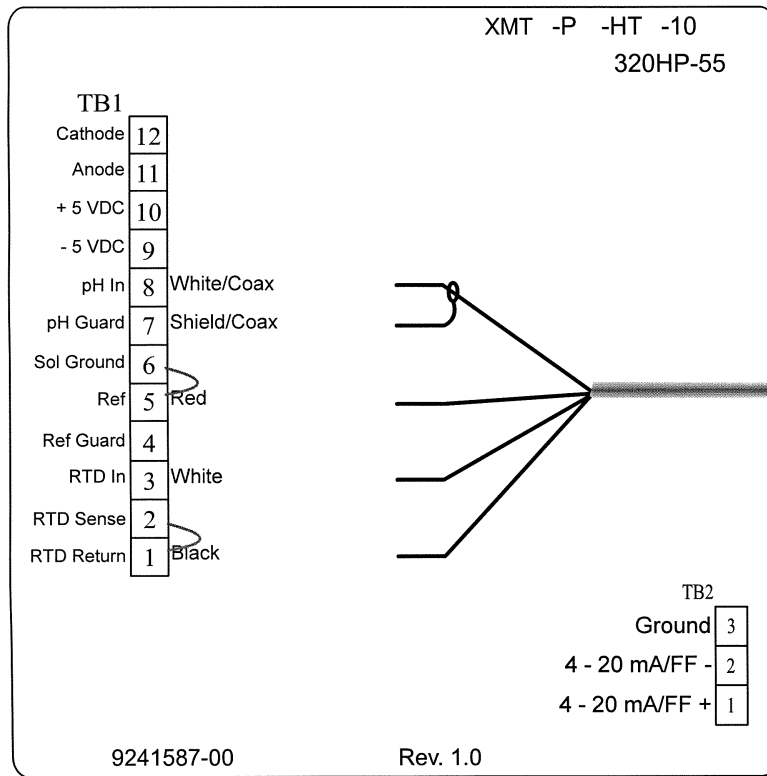 XMT -P -HT -10
320HP-55
TB1
Cathode 12
Anode 11
+ 5 VDC 10
- 5 VDC 9
pH In 8 White/Coax
pH Guard 7 Shield/Coax
Sol Ground 6
Ref 5 Red
Ref Guard 4
RTD In 3 White
RTD Sense 2
RTD Return 1 Black
TB2
Ground 3
4 - 20 mA/FF - 2
4 - 20 mA/FF + 1
9241587-00 Rev. 1.0